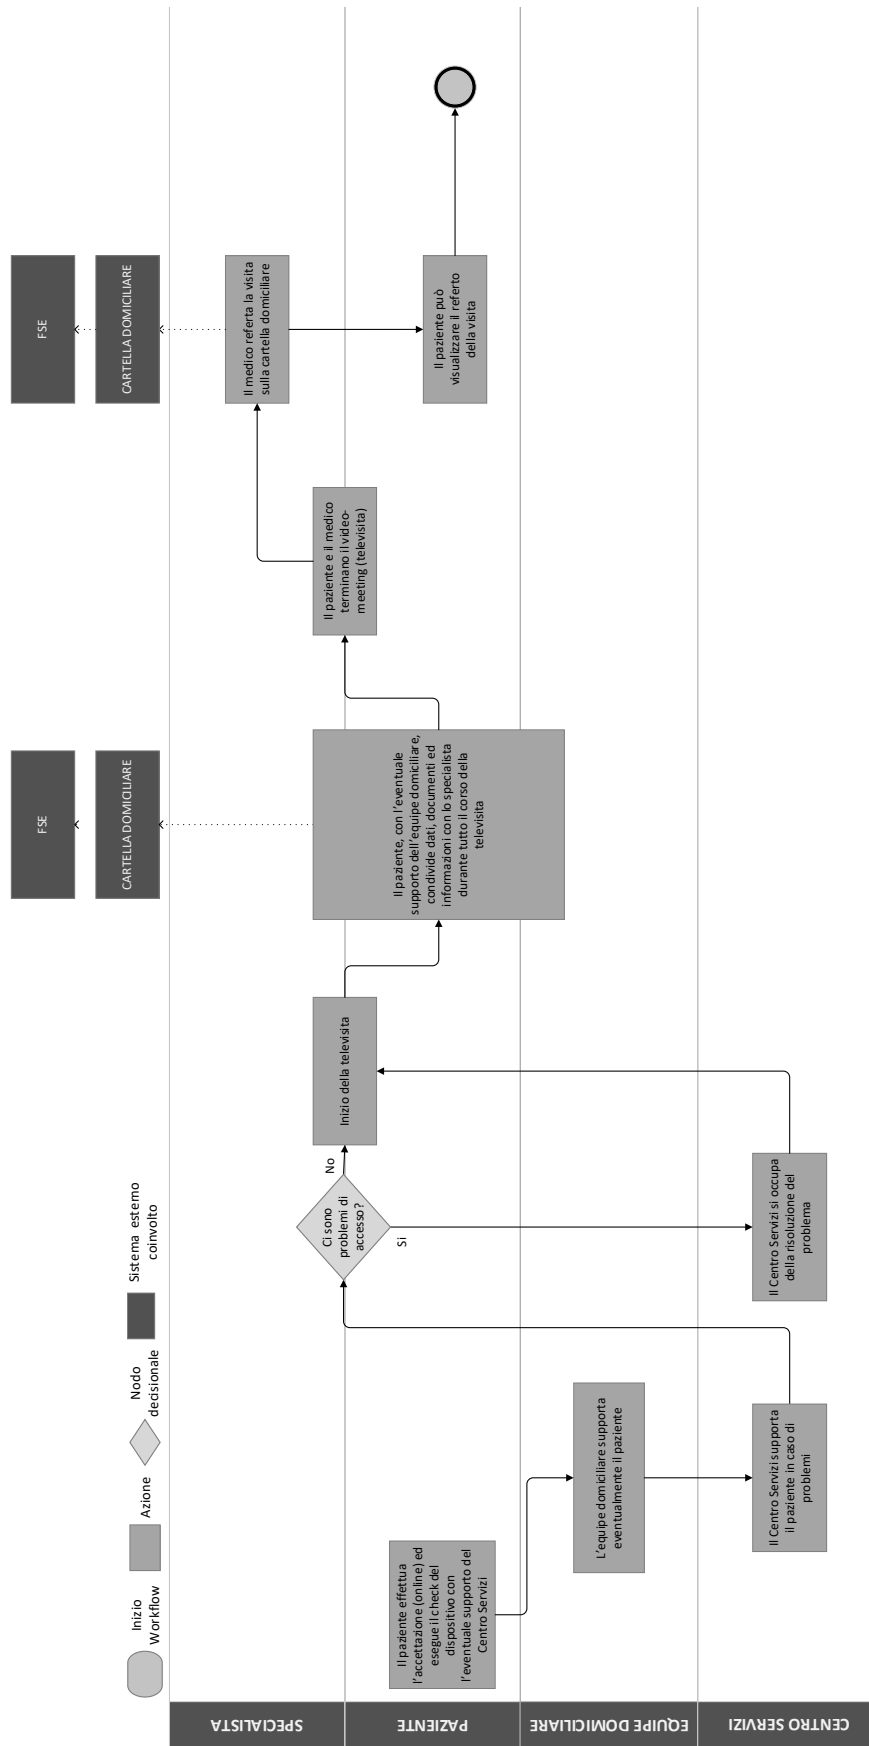 Inizio
Workflow
Azione
Nodo
decisionale
Sistema esterno
coinvolto
SPECIALISTA
PAZIENTE
EQUIPE DOMICILIARE
CENTRO SERVIZI
Il paziente effettua
l'accettazione (online) ed
esegue il check del
dispositivo con
l'eventuale supporto del
Centro Servizi
L'equipe domiciliare supporta
eventualmente il paziente
Il Centro Servizi supporta
il paziente in caso di
problemi
Ci sono
problemi di
accesso?
No
Si
Il Centro Servizi si occupa
della risoluzione del
problema
Inizio della televisita
Il paziente, con l'eventuale
supporto dell'equipe domiciliare,
condivide dati, documenti ed
informazioni con lo specialista
durante tutto il corso della
televisita
CARTELLA DOMICILIARE
FSE
Il paziente e il medico
terminano il video-
meeting (televisita)
Il medico referta la visita
sulla cartella domiciliare
CARTELLA DOMICILIARE
FSE
Il paziente può
visualizzare il referto
della visita